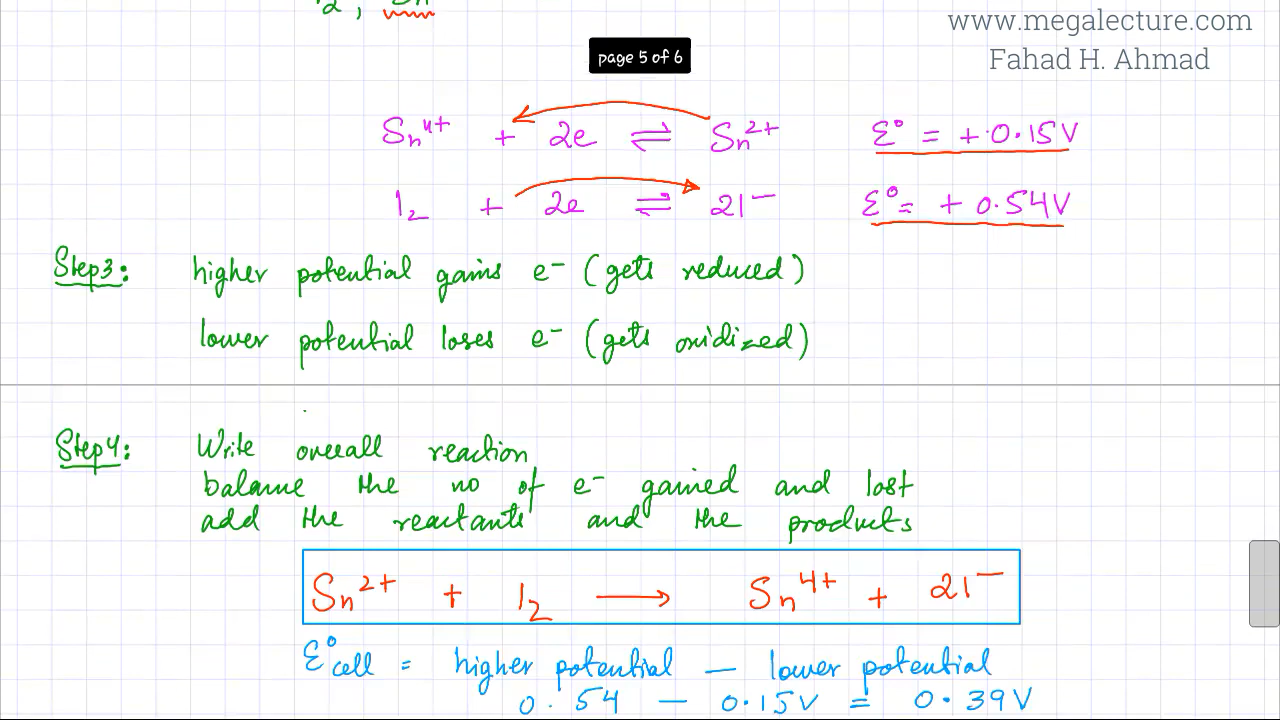 www.megalecture.com
Fahad H. Ahmad
page 5 of 6
Sn⁴⁺ + 2e ⇌ Sn²⁺ ε° = +0.15V
I₂ + 2e ⇌ 2I⁻ ε° = +0.54V
Step3: higher potential gains e⁻ (gets reduced)
lower potential loses e⁻ (gets oxidized)
Step4: Write overall reaction
balance the no of e⁻ gained and lost
add the reactants and the products
Sn²⁺ + I₂ → Sn⁴⁺ + 2I⁻
ε°cell = higher potential — lower potential
0.54 — 0.15V = 0.39V